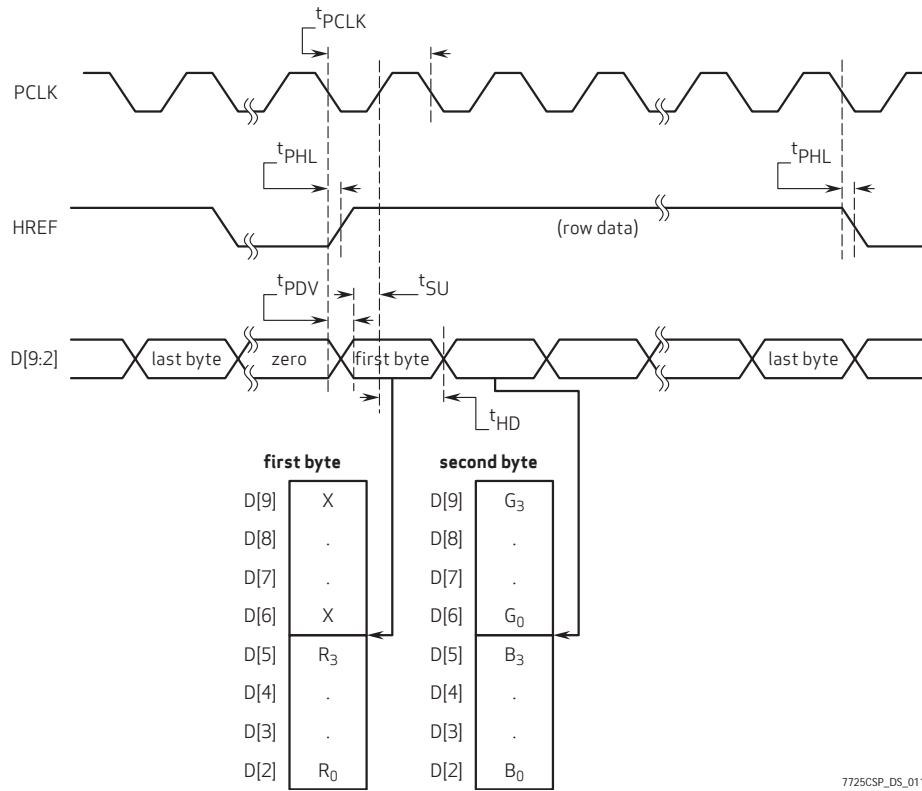 tPCLK
PCLK
tPHL
tPHL
HREF
(row data)
tPDV
tSU
D[9:2]
last byte
zero
first byte
last byte
tHD
first byte
second byte
D[9] X
D[9] G3
D[8] .
D[8] .
D[7] .
D[7] .
D[6] X
D[6] G0
D[5] R3
D[5] B3
D[4] .
D[4] .
D[3] .
D[3] .
D[2] R0
D[2] B0
7725CSP_DS_011